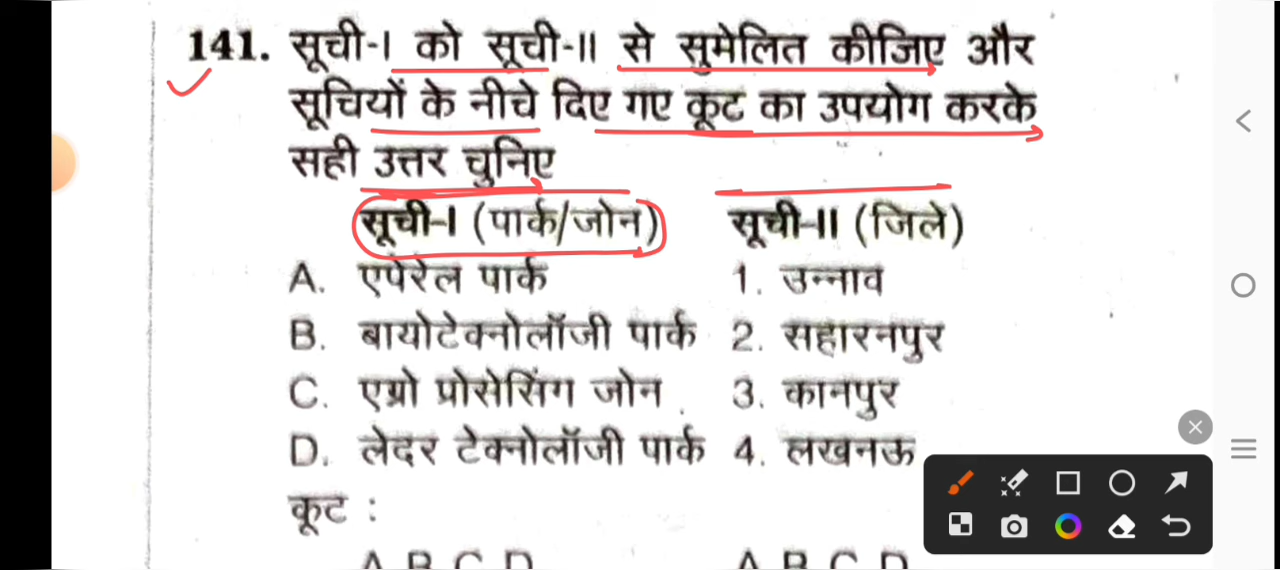 141. सूची-I को सूची-II से सुमेलित कीजिए और
सूचियों के नीचे दिए गए कूट का उपयोग करके
सही उत्तर चुनिए
सूची-I (पार्क/जोन) सूची-II (जिले)
A. एपेरेल पार्क 1. उन्नाव
B. बायोटेक्नोलॉजी पार्क 2. सहारनपुर
C. एग्रो प्रोसेसिंग जोन 3. कानपुर
D. लेदर टेक्नोलॉजी पार्क 4. लखनऊ
कूट :
A B C D A B C D